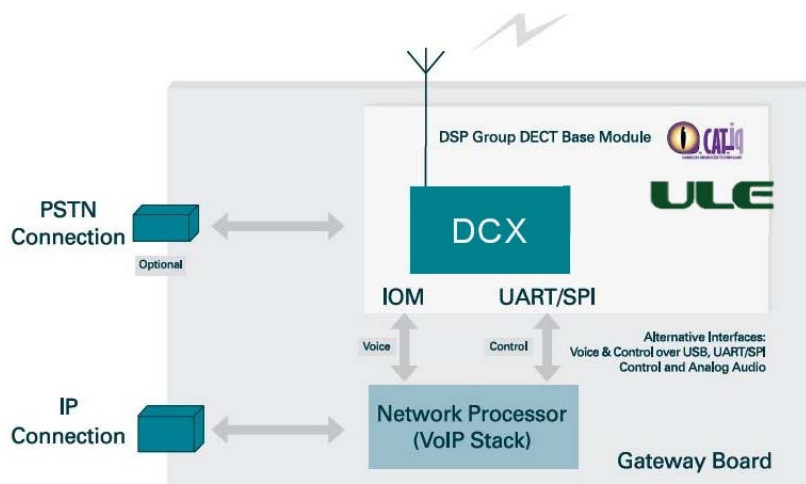 DSP Group DECT Base Module
CAT-iq
ULE
PSTN
Connection
Optional
DCX
IOM
UART/SPI
Voice
Control
Alternative Interfaces:
Voice & Control over USB, UART/SPI
Control and Analog Audio
IP
Connection
Network Processor
(VoIP Stack)
Gateway Board